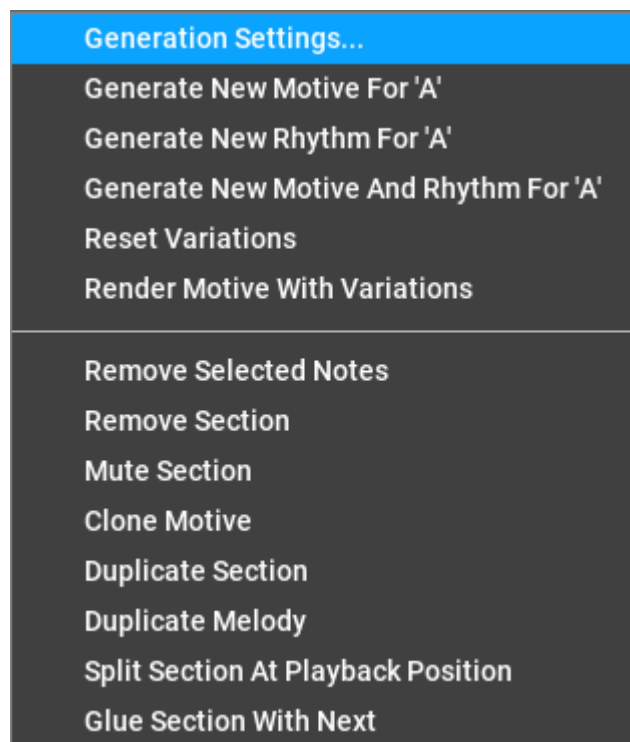 Generation Settings...
Generate New Motive For 'A'
Generate New Rhythm For 'A'
Generate New Motive And Rhythm For 'A'
Reset Variations
Render Motive With Variations
Remove Selected Notes
Remove Section
Mute Section
Clone Motive
Duplicate Section
Duplicate Melody
Split Section At Playback Position
Glue Section With Next